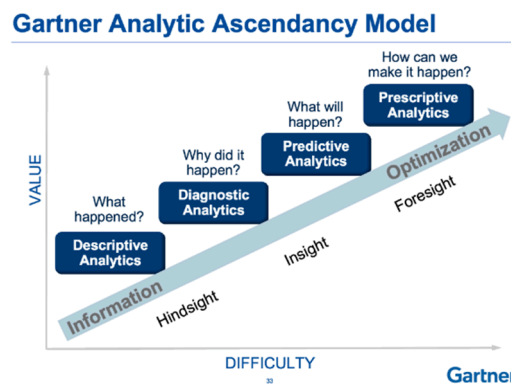 Gartner Analytic Ascendancy Model
How can we
make it happen?
Prescriptive
Analytics
What will
happen?
Predictive
Analytics
Why did it
happen?
Diagnostic
Analytics
What
happened?
Descriptive
Analytics
Information
Optimization
Hindsight
Insight
Foresight
VALUE
DIFFICULTY
33
Gartner